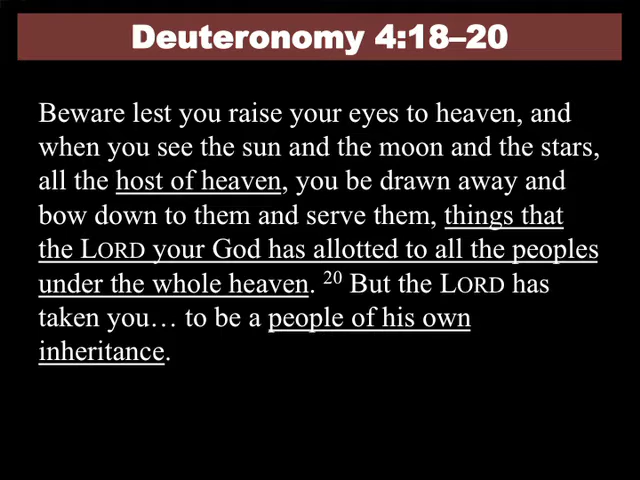 Deuteronomy 4:18–20
Beware lest you raise your eyes to heaven, and
when you see the sun and the moon and the stars,
all the host of heaven, you be drawn away and
bow down to them and serve them, things that
the LORD your God has allotted to all the peoples
under the whole heaven. 20 But the LORD has
taken you… to be a people of his own
inheritance.